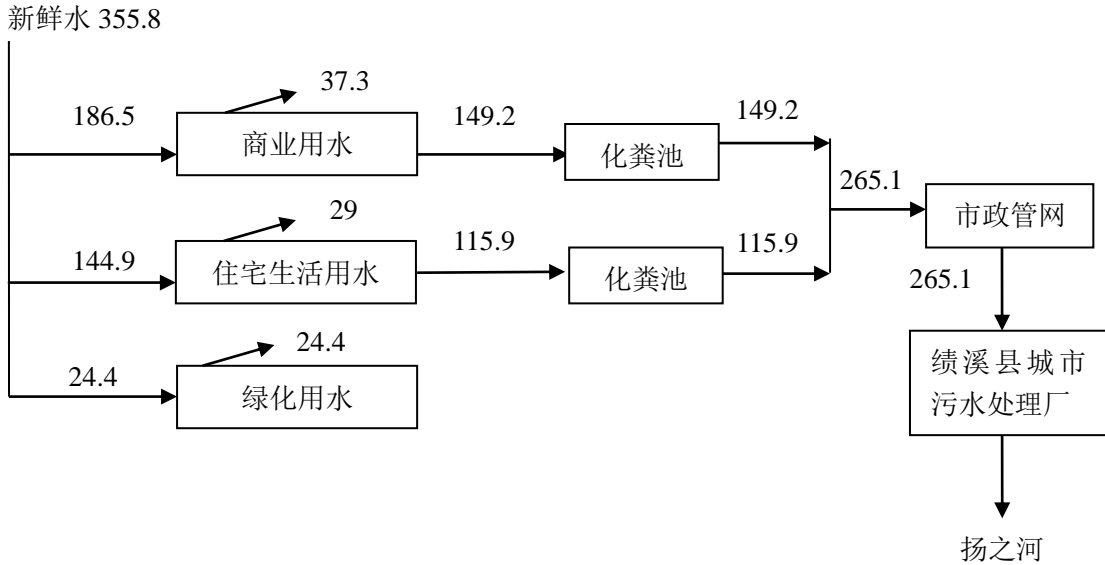 新鲜水 355.8
37.3
186.5
商业用水
149.2
化粪池
149.2
265.1
市政管网
29
144.9
住宅生活用水
115.9
化粪池
115.9
265.1
24.4
24.4
绿化用水
绩溪县城市
污水处理厂
扬之河